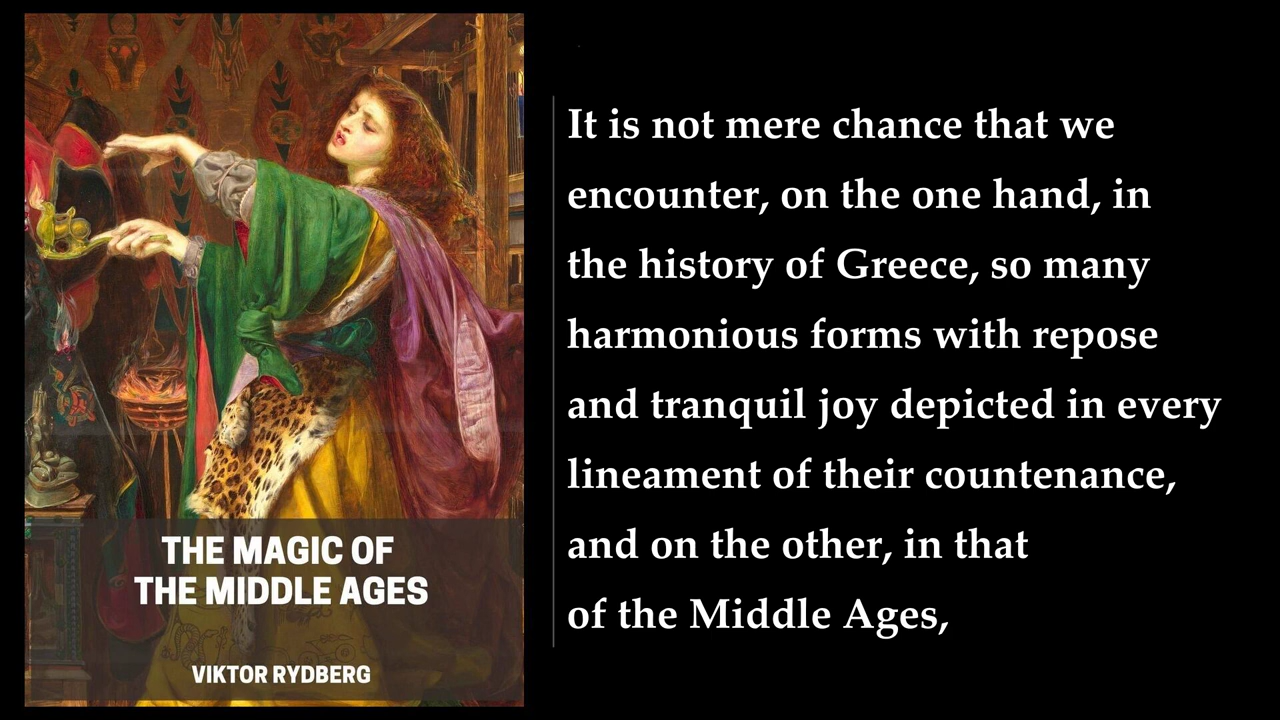 THE MAGIC OF
THE MIDDLE AGES
VIKTOR RYDBERG
It is not mere chance that we
encounter, on the one hand, in
the history of Greece, so many
harmonious forms with repose
and tranquil joy depicted in every
lineament of their countenance,
and on the other, in that
of the Middle Ages,